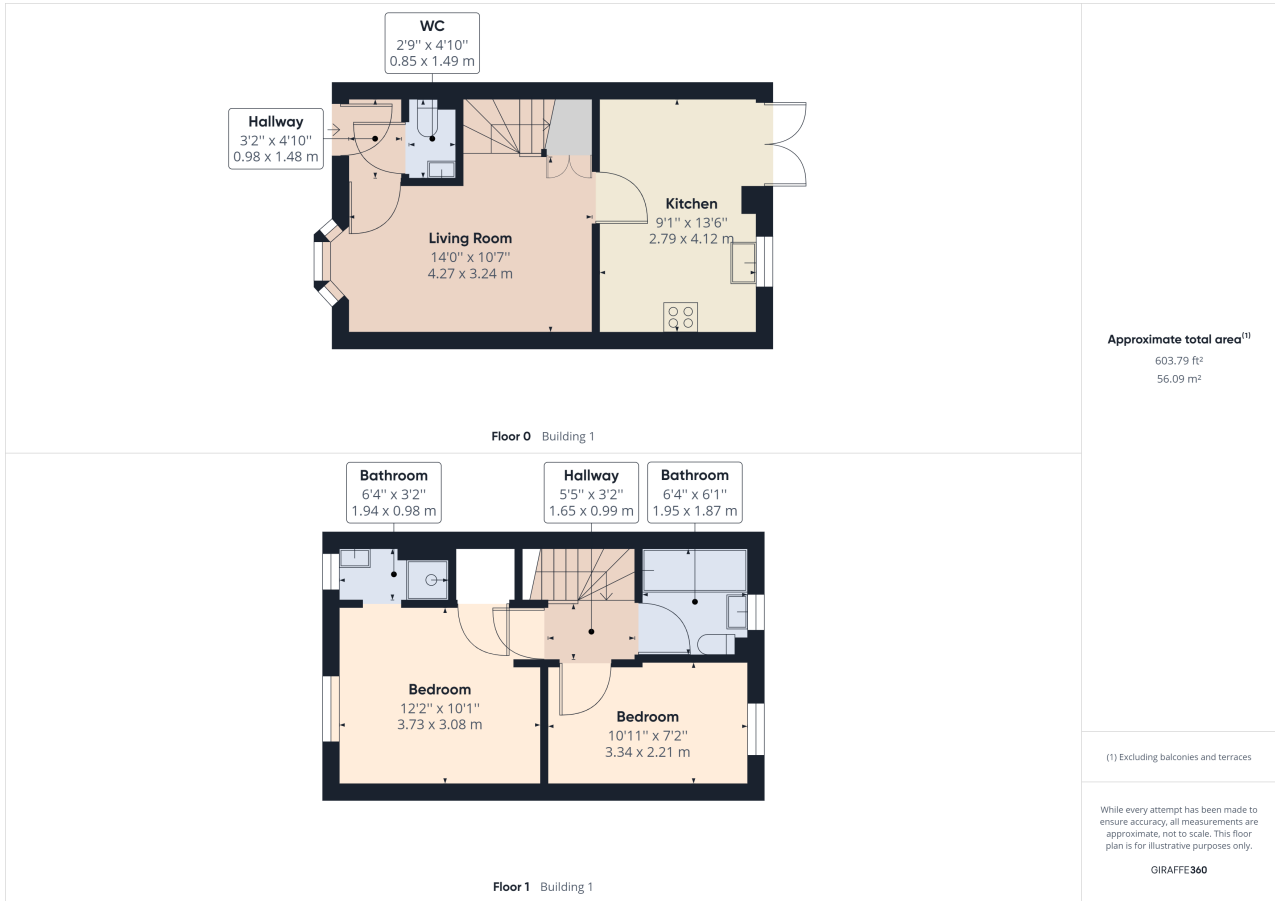 WC
2'9'' x 4'10''
0.85 x 1.49 m
Hallway
3'2'' x 4'10''
0.98 x 1.48 m
Kitchen
9'1'' x 13'6''
2.79 x 4.12 m
Living Room
14'0'' x 10'7''
4.27 x 3.24 m
Floor 0 Building 1
Bathroom
6'4'' x 3'2''
1.94 x 0.98 m
Hallway
5'5'' x 3'2''
1.65 x 0.99 m
Bathroom
6'4'' x 6'1''
1.95 x 1.87 m
Bedroom
12'2'' x 10'1''
3.73 x 3.08 m
Bedroom
10'11'' x 7'2''
3.34 x 2.21 m
Floor 1 Building 1
Approximate total area(1)
603.79 ft²
56.09 m²
(1) Excluding balconies and terraces
While every attempt has been made to
ensure accuracy, all measurements are
approximate, not to scale. This floor
plan is for illustrative purposes only.
GIRAFFE360